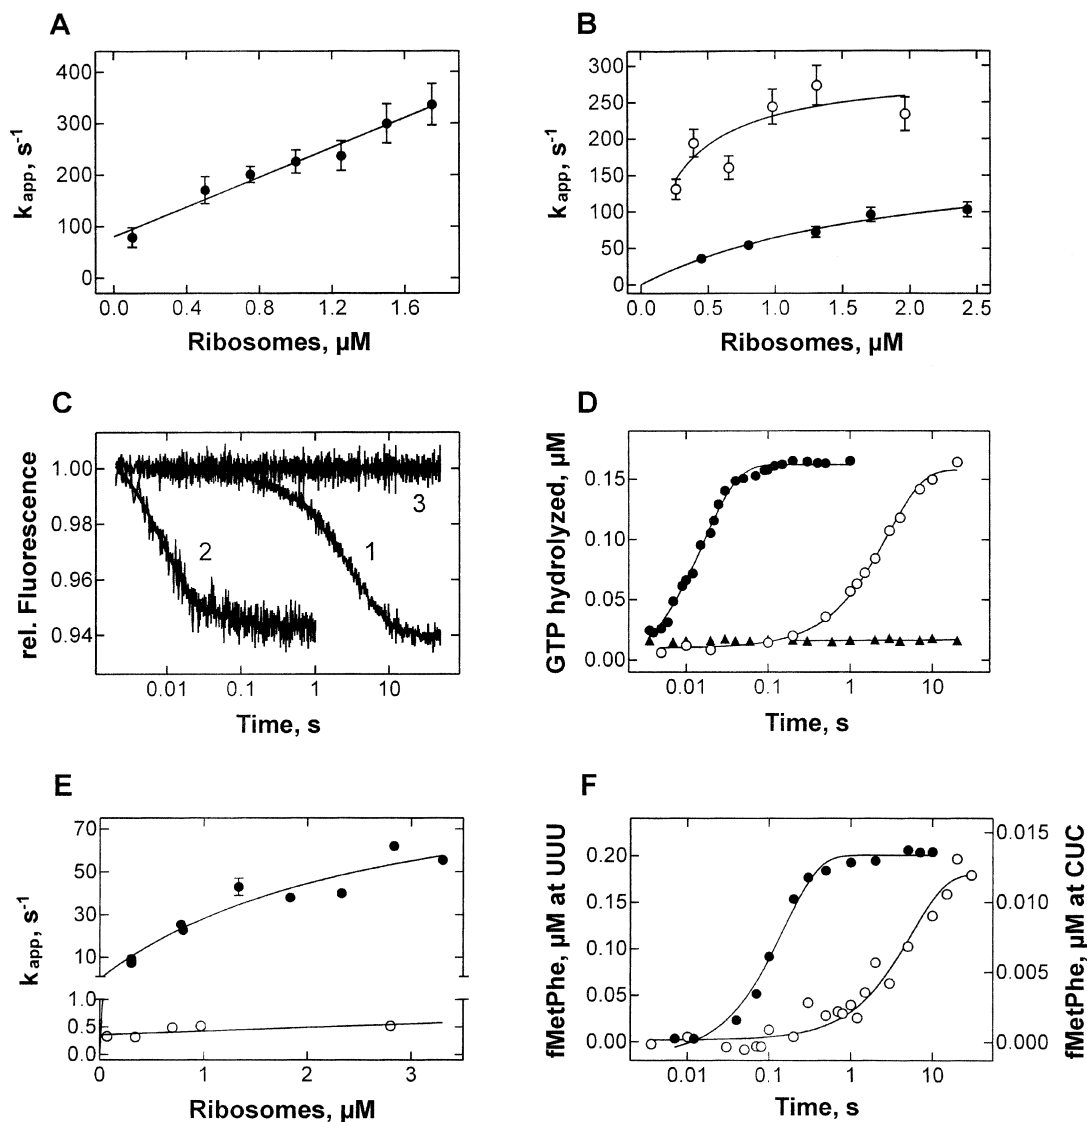 A
400
300
200
100
0
k app, s-1
0.0 0.4 0.8 1.2 1.6
Ribosomes, µM
B
300
250
200
150
100
50
0
k app, s-1
0.0 0.5 1.0 1.5 2.0 2.5
Ribosomes, µM
C
1.00
0.98
0.96
0.94
rel. Fluorescence
3
2
1
0.01 0.1 1 10
Time, s
D
0.15
0.10
0.05
0.00
GTP hydrolyzed, µM
0.01 0.1 1 10
Time, s
E
70
50
30
10
1.0
0.5
0.0
k app, s-1
0 1 2 3
Ribosomes, µM
F
0.20
0.15
0.10
0.05
0.00
fMetPhe, µM at UUU
0.015
0.010
0.005
0.000
fMetPhe, µM at CUC
0.01 0.1 1 10
Time, s